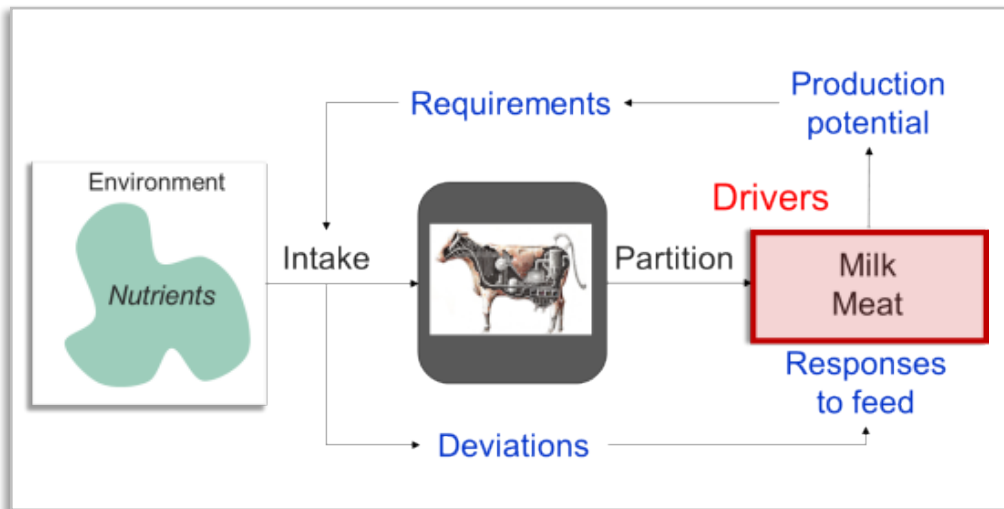 Production
potential
Requirements
Environment
Drivers
Nutrients
Intake
Partition
Milk
Meat
Responses
to feed
Deviations